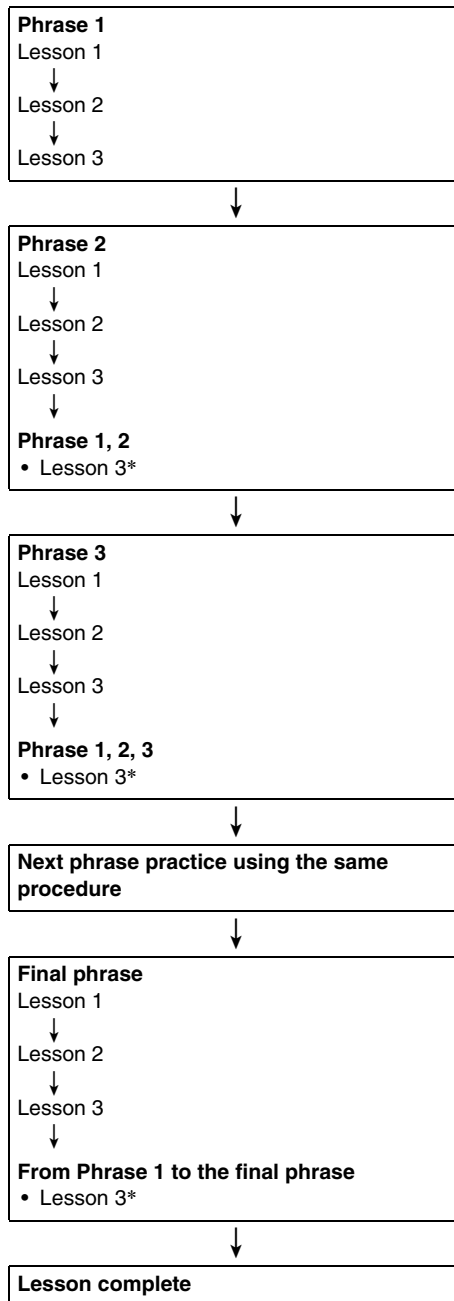 Phrase 1
Lesson 1
Lesson 2
Lesson 3
Phrase 2
Lesson 1
Lesson 2
Lesson 3
Phrase 1, 2
• Lesson 3*
Phrase 3
Lesson 1
Lesson 2
Lesson 3
Phrase 1, 2, 3
• Lesson 3*
Next phrase practice using the same
procedure
Final phrase
Lesson 1
Lesson 2
Lesson 3
From Phrase 1 to the final phrase
• Lesson 3*
Lesson complete